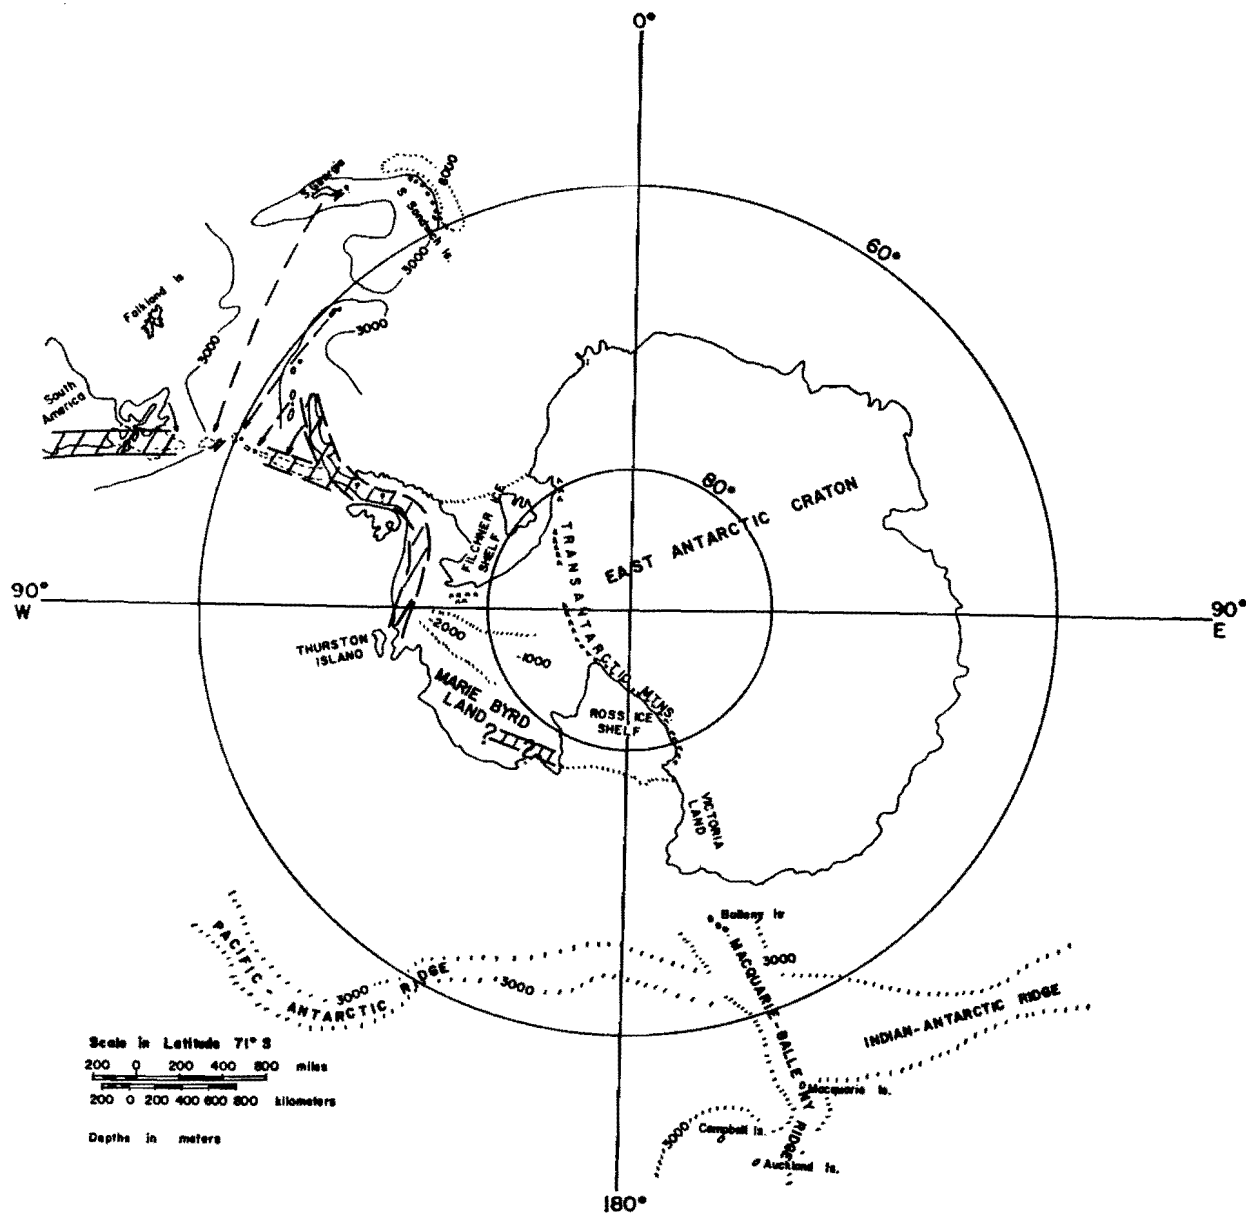 0°
S. Georgia
8000
S Sandwich Is.
3000
60°
Falkland Is
3000
3000
South
America
80°
EAST ANTARCTIC CRATON
FILCHNER ICE
SHELF
TRANSANTARCTIC MTNS.
90°
W
90°
E
-2000
-1000
THURSTON
ISLAND
MARIE BYRD
LAND
?
?
ROSS ICE
SHELF
VICTORIA
LAND
Balleny Is
3000
MACQUARIE-BALLENY RIDGE
PACIFIC-ANTARCTIC RIDGE
3000
3000
INDIAN-ANTARCTIC RIDGE
Macquarie Is.
3000
Campbell Is.
Auckland Is.
Scale in Latitude 71° S
200 0 200 400 800 miles
200 0 200 400 600 800 kilometers
Depths in meters
180°